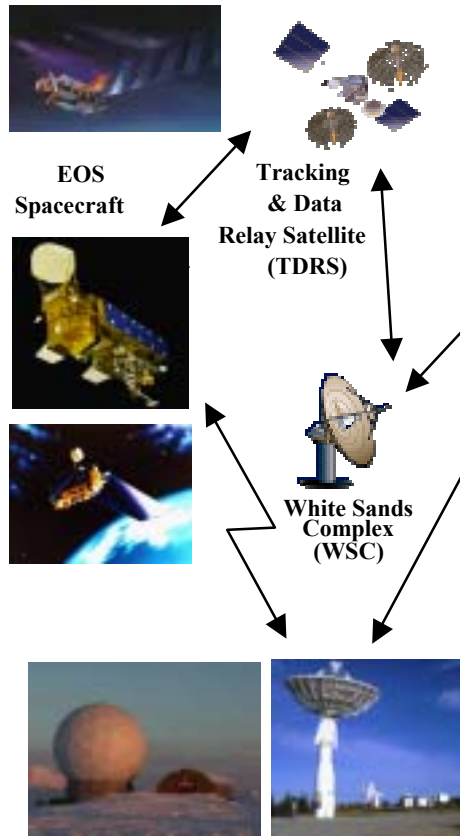 EOS
Spacecraft
Tracking
& Data
Relay Satellite
(TDRS)
White Sands
Complex
(WSC)